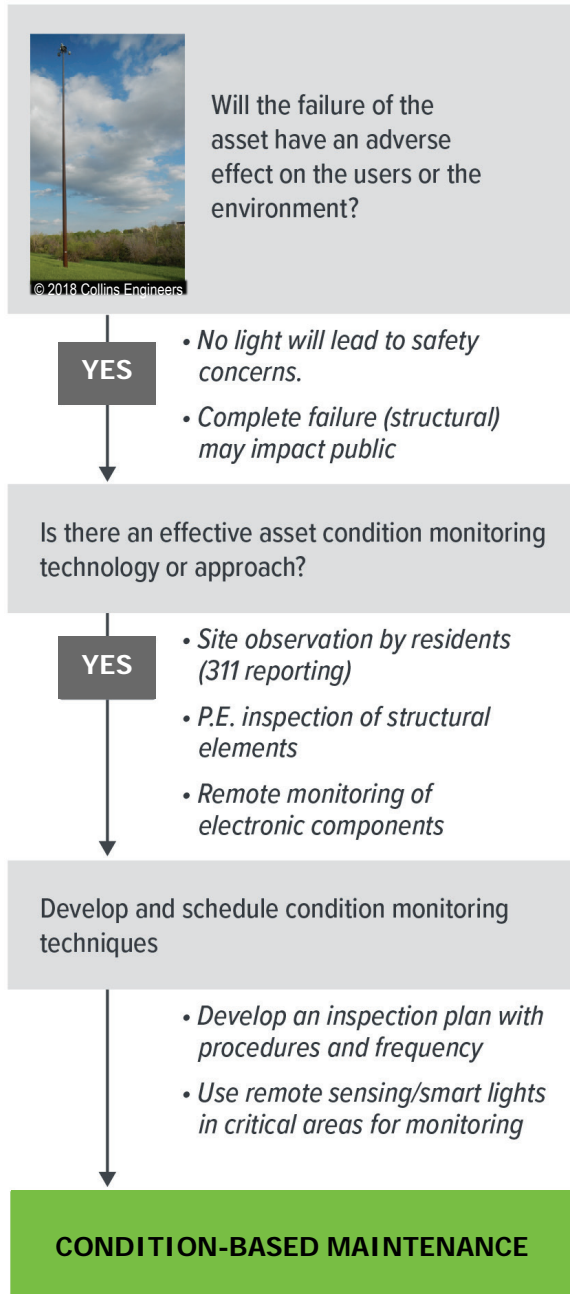 Will the failure of the
asset have an adverse
effect on the users or the
environment?
© 2018 Collins Engineers
YES
• No light will lead to safety
concerns.
• Complete failure (structural)
may impact public
Is there an effective asset condition monitoring
technology or approach?
YES
• Site observation by residents
(311 reporting)
• P.E. inspection of structural
elements
• Remote monitoring of
electronic components
Develop and schedule condition monitoring
techniques
• Develop an inspection plan with
procedures and frequency
• Use remote sensing/smart lights
in critical areas for monitoring
CONDITION-BASED MAINTENANCE